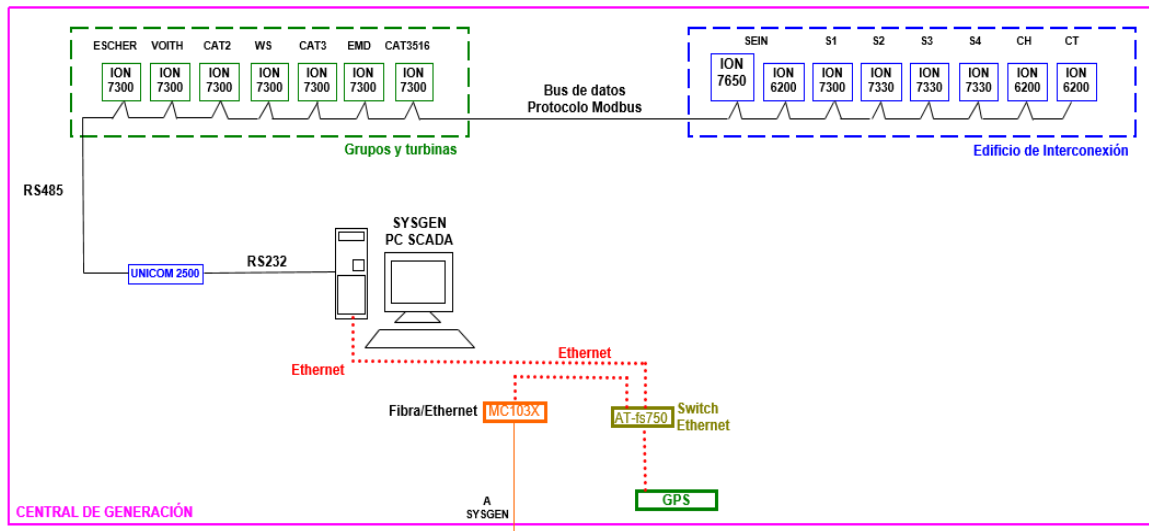 ESCHER VOITH CAT2 WS CAT3 EMD CAT3516
ION 7300 ION 7300 ION 7300 ION 7300 ION 7300 ION 7300 ION 7300
Grupos y turbinas
Bus de datos
Protocolo Modbus
SEIN S1 S2 S3 S4 CH CT
ION 7650 ION 6200 ION 7300 ION 7330 ION 7330 ION 7330 ION 6200 ION 6200
Edificio de Interconexión
RS485
UNICOM 2500
RS232
SYSGEN
PC SCADA
Ethernet
Ethernet
Fibra/Ethernet
MC103X
AT-fs750
Switch
Ethernet
GPS
A
SYSGEN
CENTRAL DE GENERACIÓN